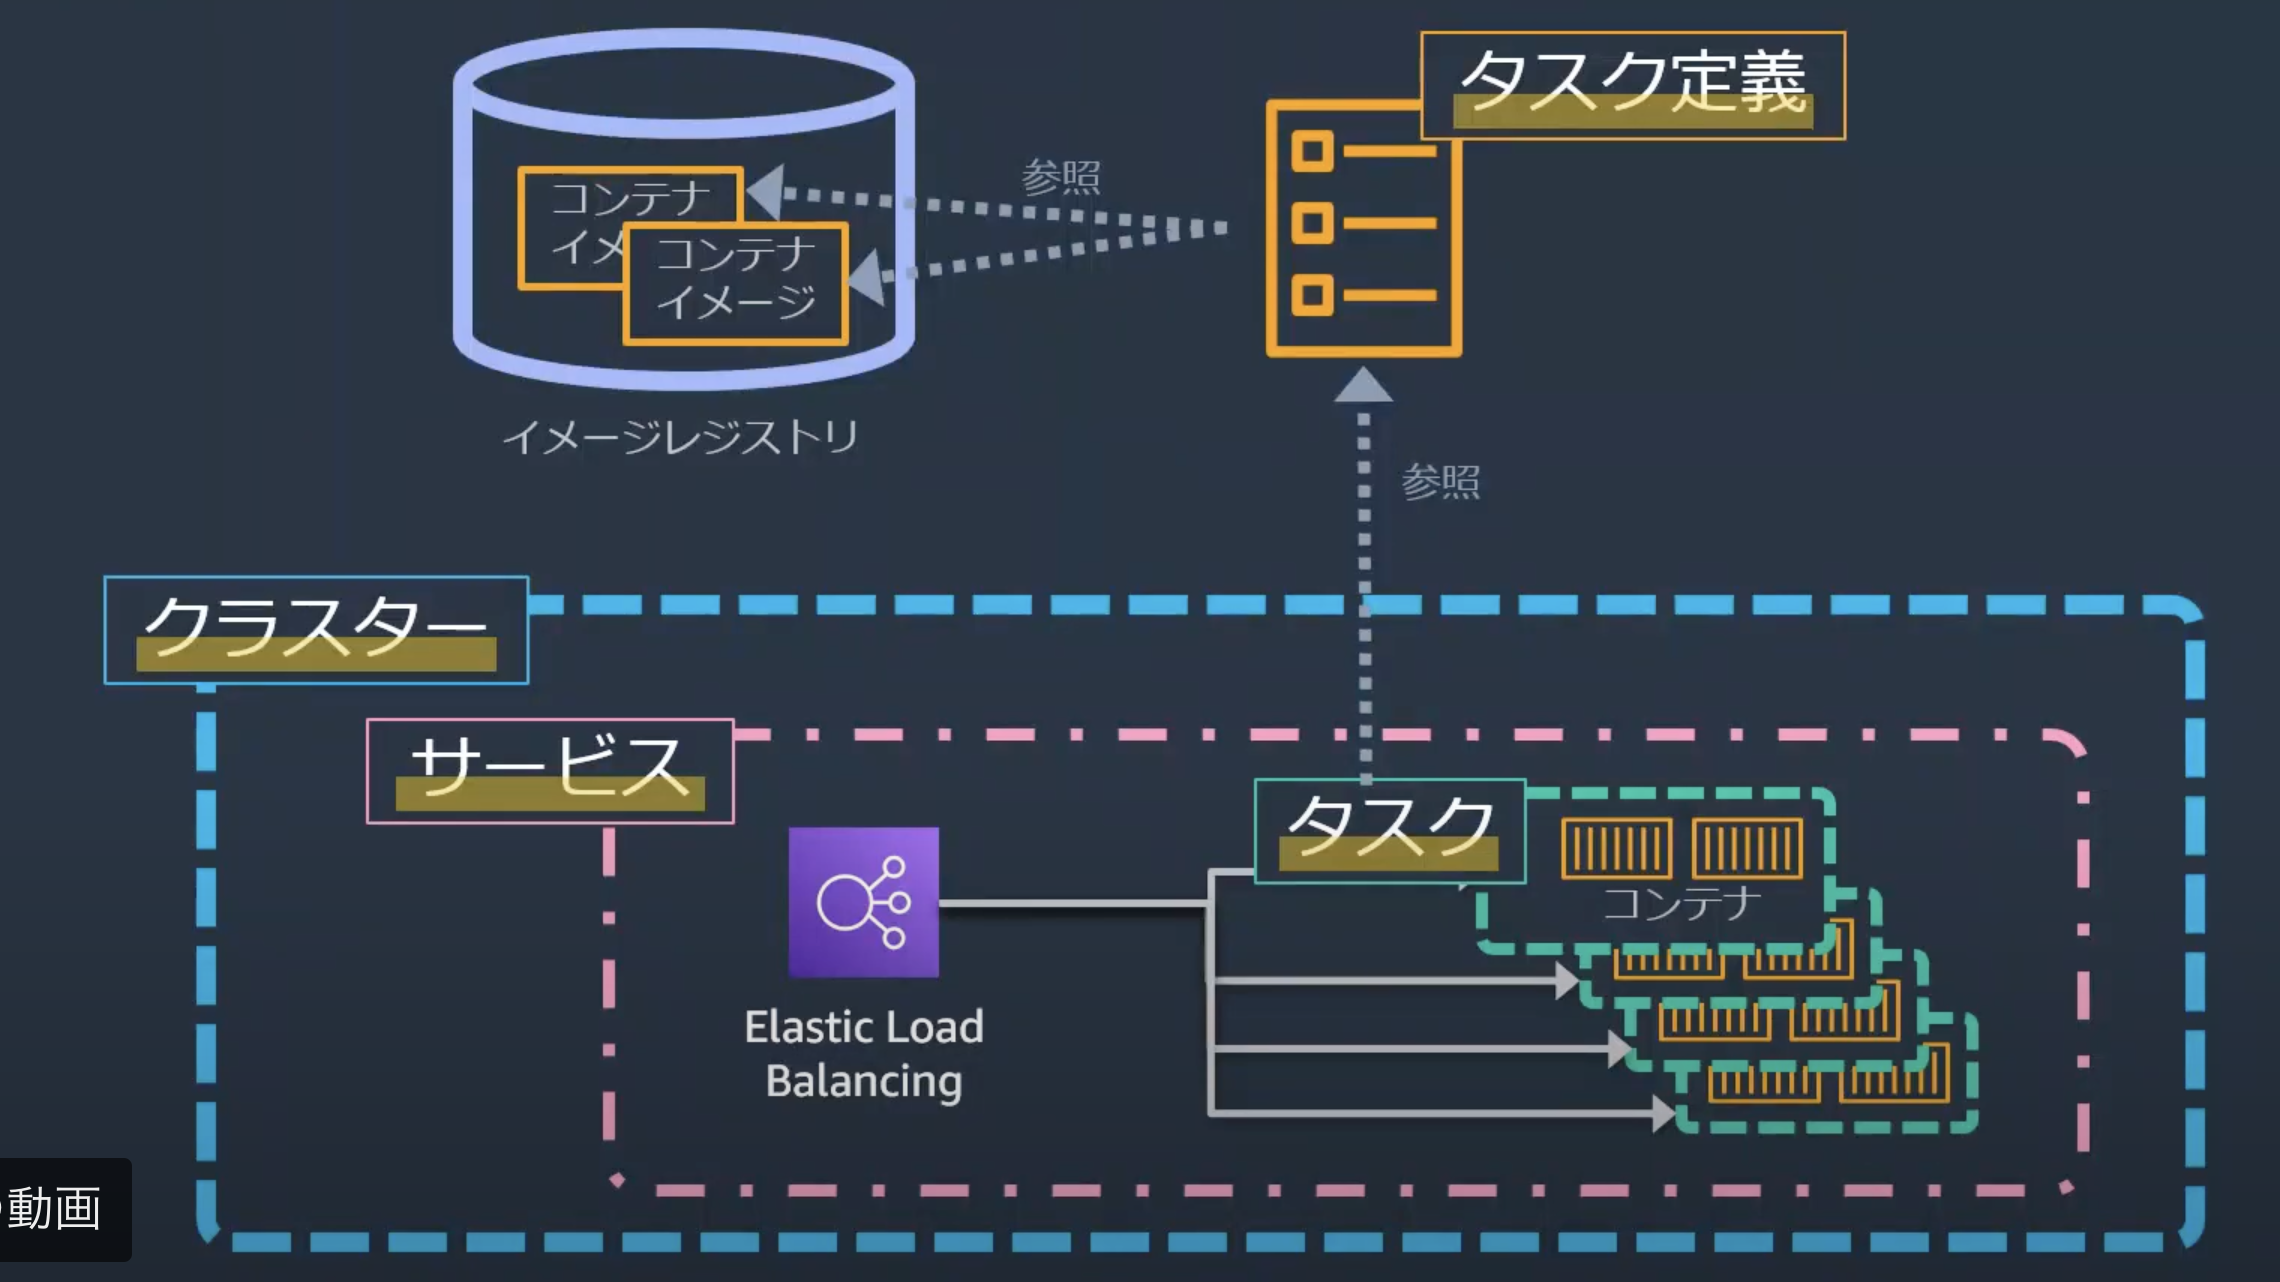 タスク定義
コンテナ
イメ
コンテナ
イメージ
参照
イメージレジストリ
参照
クラスター
サービス
タスク
コンテナ
Elastic Load
Balancing
動画